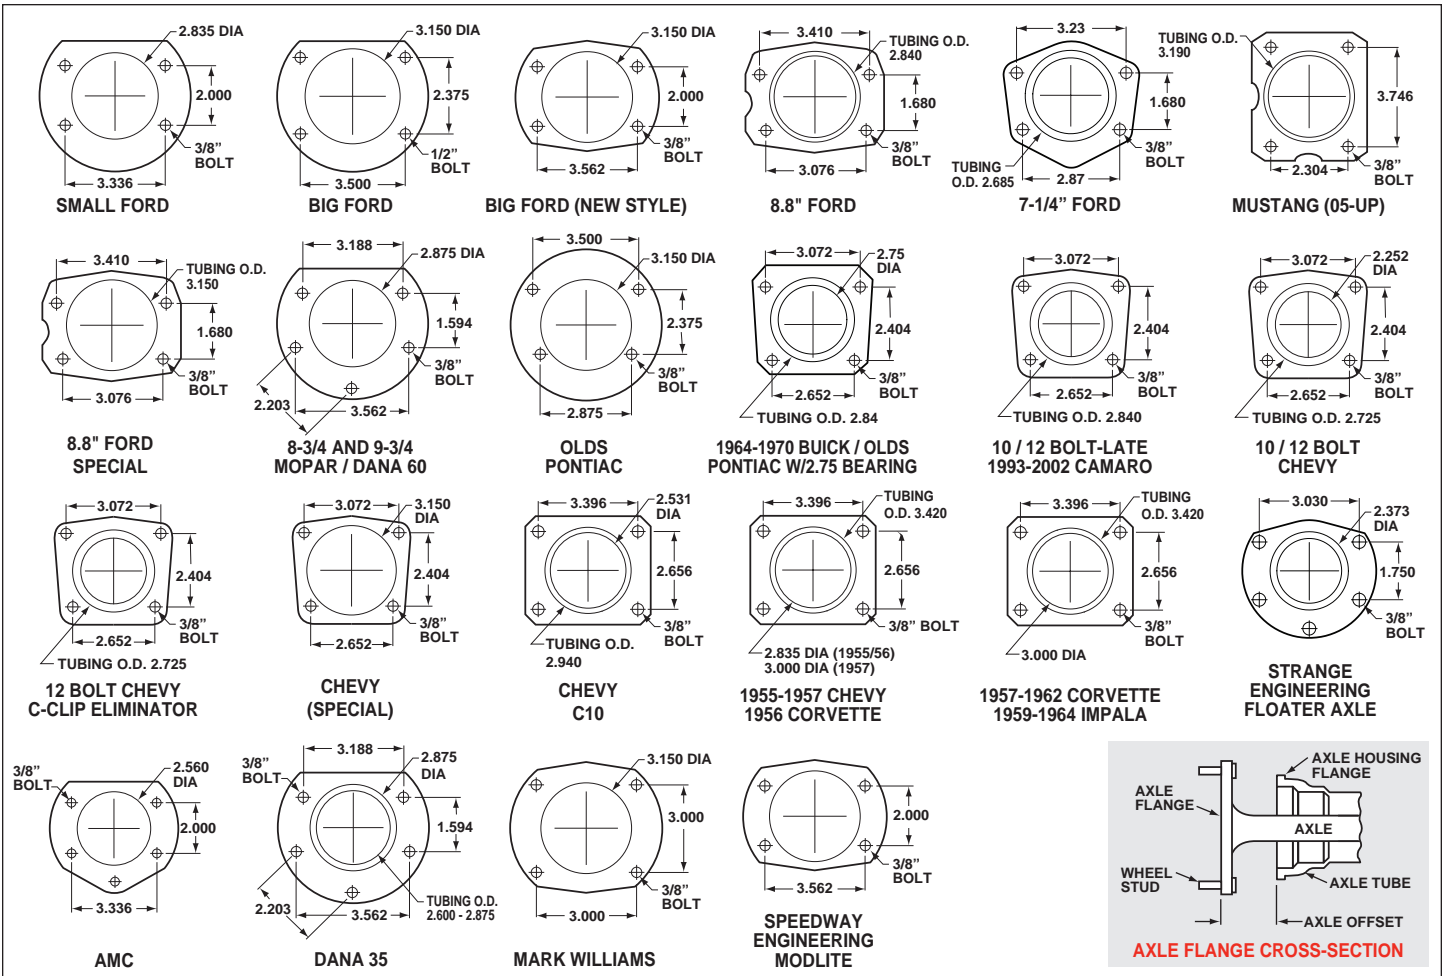 2.835 DIA
2.000
3/8”
BOLT
3.336
SMALL FORD
3.150 DIA
2.375
1/2”
BOLT
3.500
BIG FORD
3.150 DIA
2.000
3/8”
BOLT
3.562
BIG FORD (NEW STYLE)
3.410
TUBING O.D.
2.840
1.680
3/8”
BOLT
3.076
8.8" FORD
3.23
1.680
3/8”
BOLT
TUBING
O.D. 2.685
2.87
7-1/4” FORD
TUBING O.D.
3.190
3.746
3/8”
BOLT
2.304
MUSTANG (05-UP)
3.410
TUBING O.D.
3.150
1.680
3/8”
BOLT
3.076
8.8" FORD
SPECIAL
3.188
2.875 DIA
1.594
3/8”
BOLT
2.203
3.562
8-3/4 AND 9-3/4
MOPAR / DANA 60
3.500
3.150 DIA
2.375
3/8”
BOLT
2.875
OLDS
PONTIAC
3.072
2.75
DIA
2.404
3/8”
BOLT
2.652
TUBING O.D. 2.84
1964-1970 BUICK / OLDS
PONTIAC W/2.75 BEARING
3.072
2.404
3/8”
BOLT
2.652
TUBING O.D. 2.840
10 / 12 BOLT-LATE
1993-2002 CAMARO
3.072
2.252
DIA
2.404
3/8”
BOLT
2.652
TUBING O.D. 2.725
10 / 12 BOLT
CHEVY
3.072
2.404
3/8”
BOLT
2.652
TUBING O.D. 2.725
12 BOLT CHEVY
C-CLIP ELIMINATOR
3.072
3.150
DIA
2.404
3/8”
BOLT
2.652
CHEVY
(SPECIAL)
3.396
2.531
DIA
2.656
3/8”
BOLT
TUBING O.D.
2.940
CHEVY
C10
3.396
TUBING
O.D. 3.420
2.656
3/8” BOLT
2.835 DIA (1955/56)
3.000 DIA (1957)
1955-1957 CHEVY
1956 CORVETTE
3.396
TUBING
O.D. 3.420
2.656
3/8”
BOLT
3.000 DIA
1957-1962 CORVETTE
1959-1964 IMPALA
3.030
2.373
DIA
1.750
3/8”
BOLT
STRANGE
ENGINEERING
FLOATER AXLE
3/8”
BOLT
2.560
DIA
2.000
3.336
AMC
3/8”
BOLT
3.188
2.875
DIA
1.594
TUBING O.D.
2.600 - 2.875
2.203
3.562
DANA 35
3.150 DIA
3.000
3/8”
BOLT
3.000
MARK WILLIAMS
2.000
3/8”
BOLT
3.562
SPEEDWAY
ENGINEERING
MODLITE
AXLE HOUSING
FLANGE
AXLE
FLANGE
AXLE
WHEEL
STUD
AXLE TUBE
AXLE OFFSET
AXLE FLANGE CROSS-SECTION